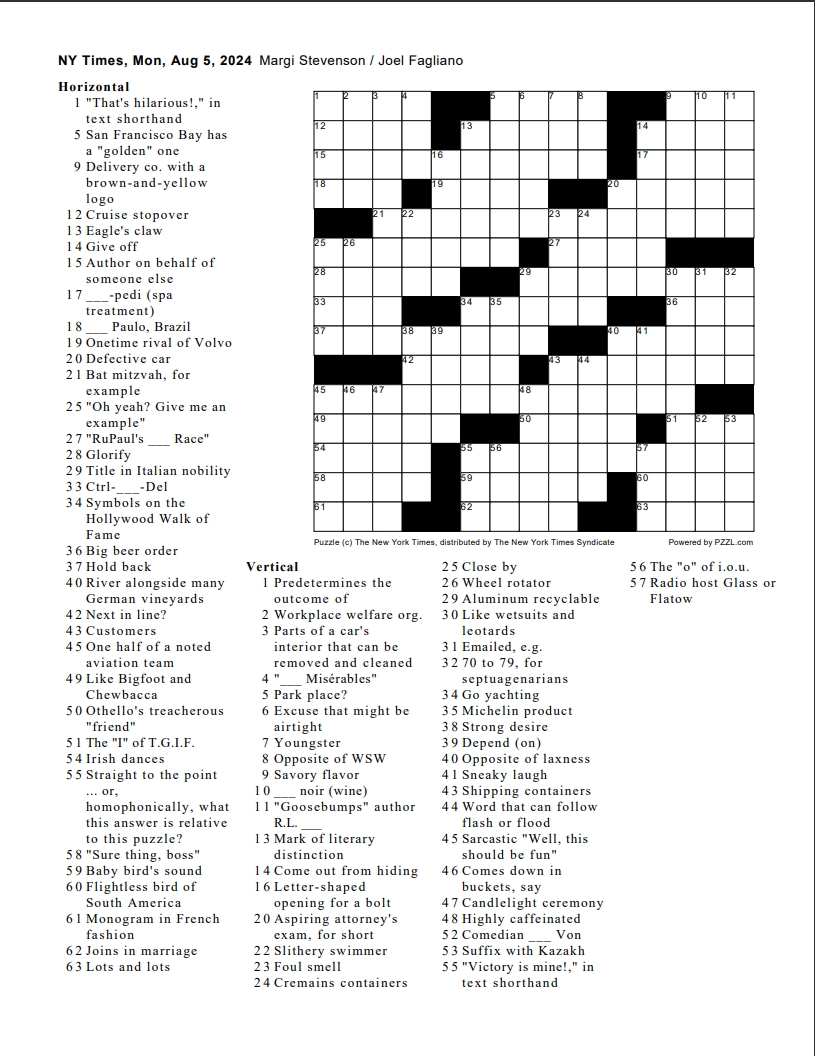 NY Times, Mon, Aug 5, 2024 Margi Stevenson / Joel Fagliano
Horizontal
1 "That's hilarious!," in
text shorthand
5 San Francisco Bay has
a "golden" one
9 Delivery co. with a
brown-and-yellow
logo
12 Cruise stopover
13 Eagle's claw
14 Give off
15 Author on behalf of
someone else
17 ___-pedi (spa
treatment)
18 ___ Paulo, Brazil
19 Onetime rival of Volvo
20 Defective car
21 Bat mitzvah, for
example
25 "Oh yeah? Give me an
example"
27 "RuPaul's ___ Race"
28 Glorify
29 Title in Italian nobility
33 Ctrl-___-Del
34 Symbols on the
Hollywood Walk of
Fame
36 Big beer order
37 Hold back
40 River alongside many
German vineyards
42 Next in line?
43 Customers
45 One half of a noted
aviation team
49 Like Bigfoot and
Chewbacca
50 Othello's treacherous
"friend"
51 The "I" of T.G.I.F.
54 Irish dances
55 Straight to the point
... or,
homophonically, what
this answer is relative
to this puzzle?
58 "Sure thing, boss"
59 Baby bird's sound
60 Flightless bird of
South America
61 Monogram in French
fashion
62 Joins in marriage
63 Lots and lots
1 2 3 4 5 6 7 8 9 10 11
12 13 14
15 16 17
18 19 20
21 22 23 24
25 26 27
28 29 30 31 32
33 34 35 36
37 38 39 40 41
42 43 44
45 46 47 48
49 50 51 52 53
54 55 56 57
58 59 60
61 62 63
Puzzle (c) The New York Times, distributed by The New York Times Syndicate
Powered by PZZL.com
Vertical
1 Predetermines the
outcome of
2 Workplace welfare org.
3 Parts of a car's
interior that can be
removed and cleaned
4 "___ Misérables"
5 Park place?
6 Excuse that might be
airtight
7 Youngster
8 Opposite of WSW
9 Savory flavor
10 ___ noir (wine)
11 "Goosebumps" author
R.L. ___
13 Mark of literary
distinction
14 Come out from hiding
16 Letter-shaped
opening for a bolt
20 Aspiring attorney's
exam, for short
22 Slithery swimmer
23 Foul smell
24 Cremains containers
25 Close by
26 Wheel rotator
29 Aluminum recyclable
30 Like wetsuits and
leotards
31 Emailed, e.g.
32 70 to 79, for
septuagenarians
34 Go yachting
35 Michelin product
38 Strong desire
39 Depend (on)
40 Opposite of laxness
41 Sneaky laugh
43 Shipping containers
44 Word that can follow
flash or flood
45 Sarcastic "Well, this
should be fun"
46 Comes down in
buckets, say
47 Candlelight ceremony
48 Highly caffeinated
52 Comedian ___ Von
53 Suffix with Kazakh
55 "Victory is mine!," in
text shorthand
56 The "o" of i.o.u.
57 Radio host Glass or
Flatow